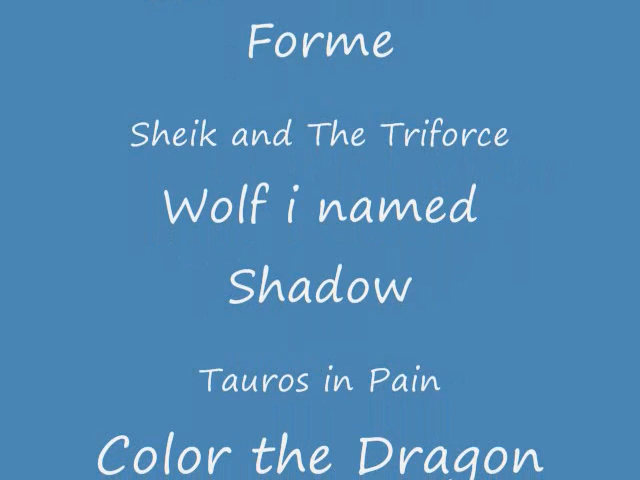 Forme
Sheik and The Triforce
Wolf i named
Shadow
Tauros in Pain
Color the Dragon